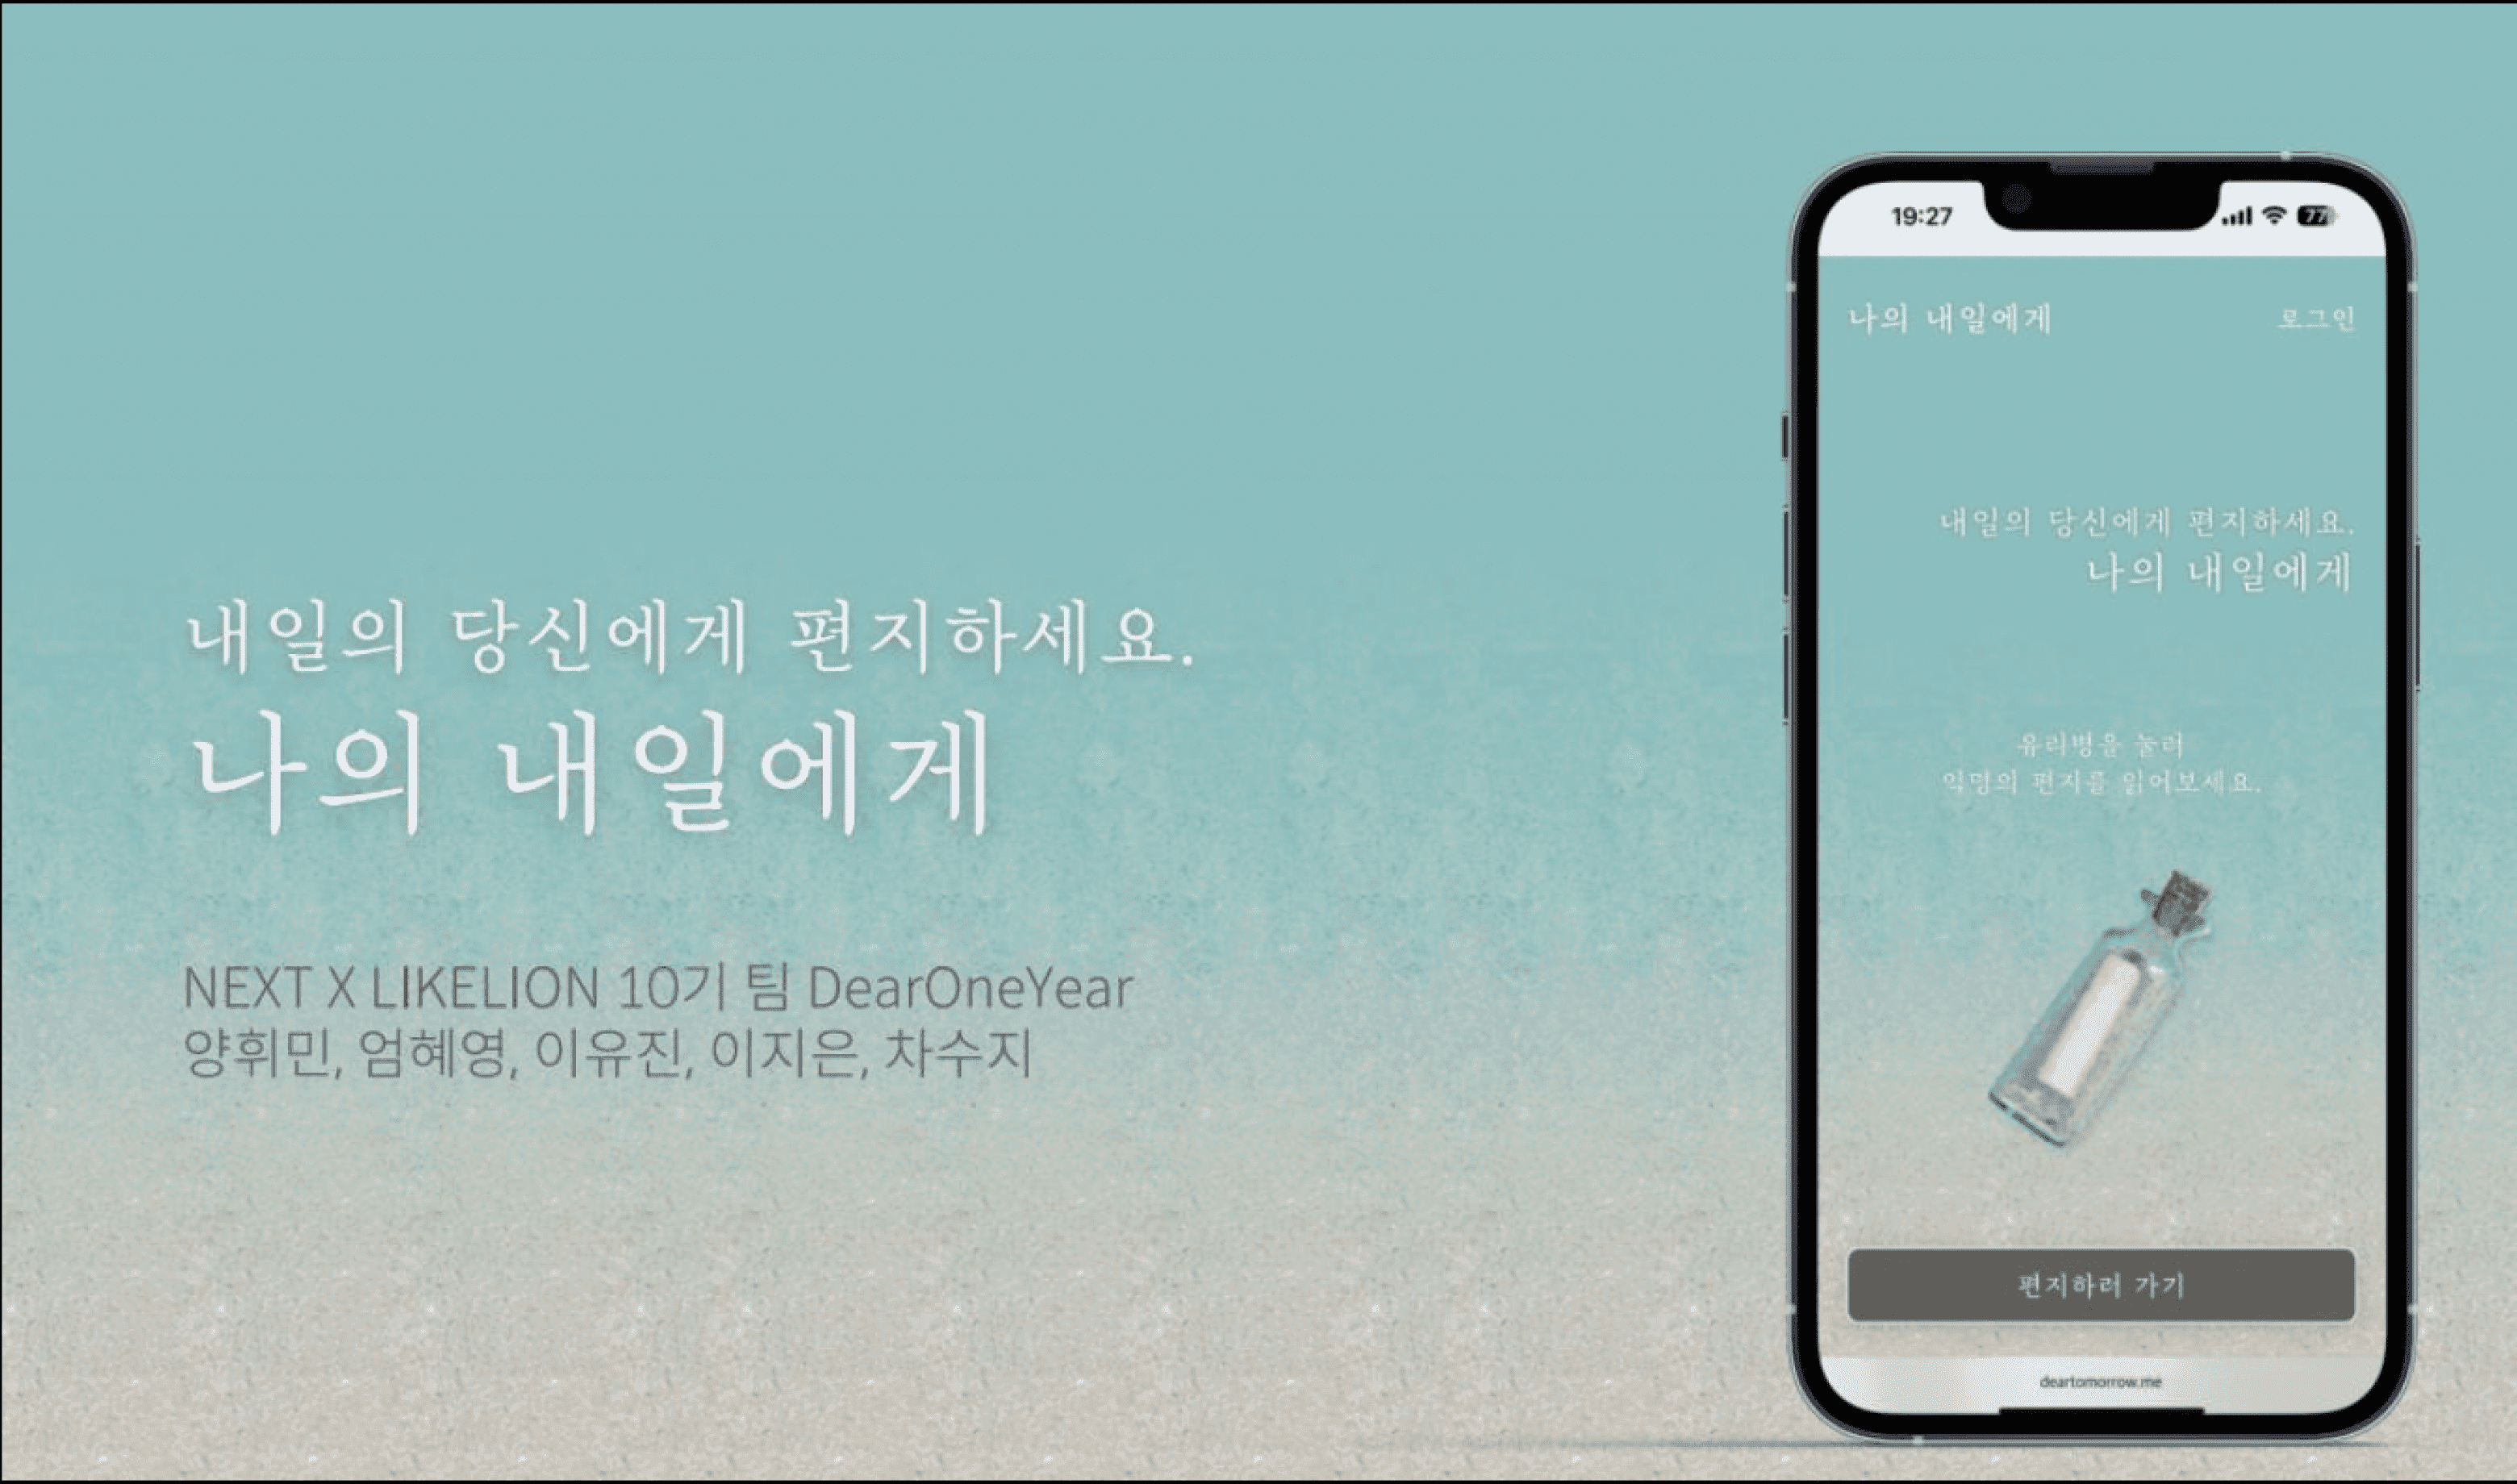 내일의 당신에게 편지하세요.
나의 내일에게
NEXT X LIKELION 10기 팀 DearOneYear
양휘민, 엄혜영, 이유진, 이지은, 차수지
19:27
77
나의 내일에게
로그인
내일의 당신에게 편지하세요.
나의 내일에게
유리병을 눌러
익명의 편지를 읽어보세요.
편지하러 가기
deartomorrow.me